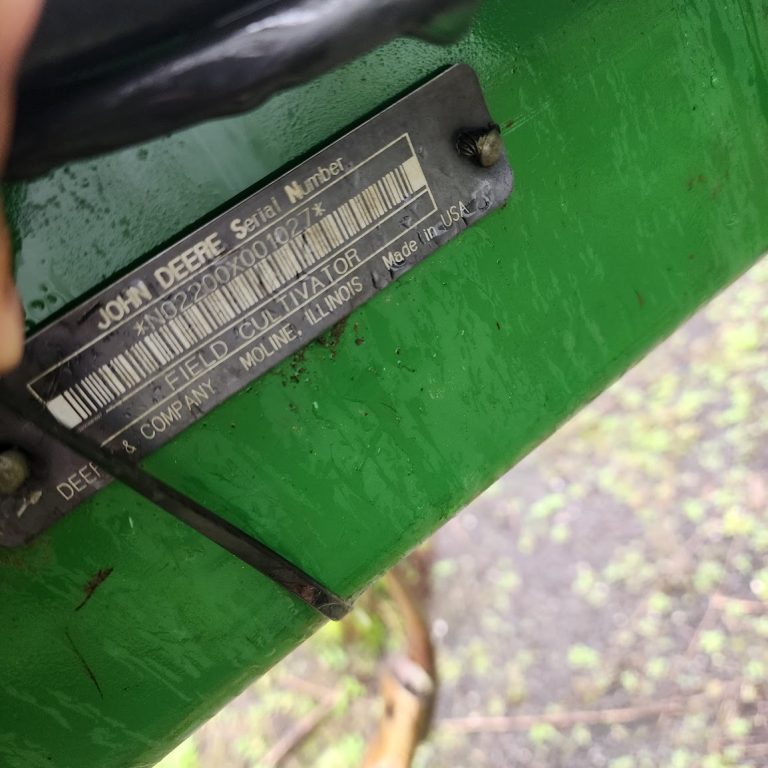 JOHN DEERE Serial Number
*N02200X001027*
FIELD CULTIVATOR
DEERE & COMPANY MOLINE, ILLINOIS Made in USA